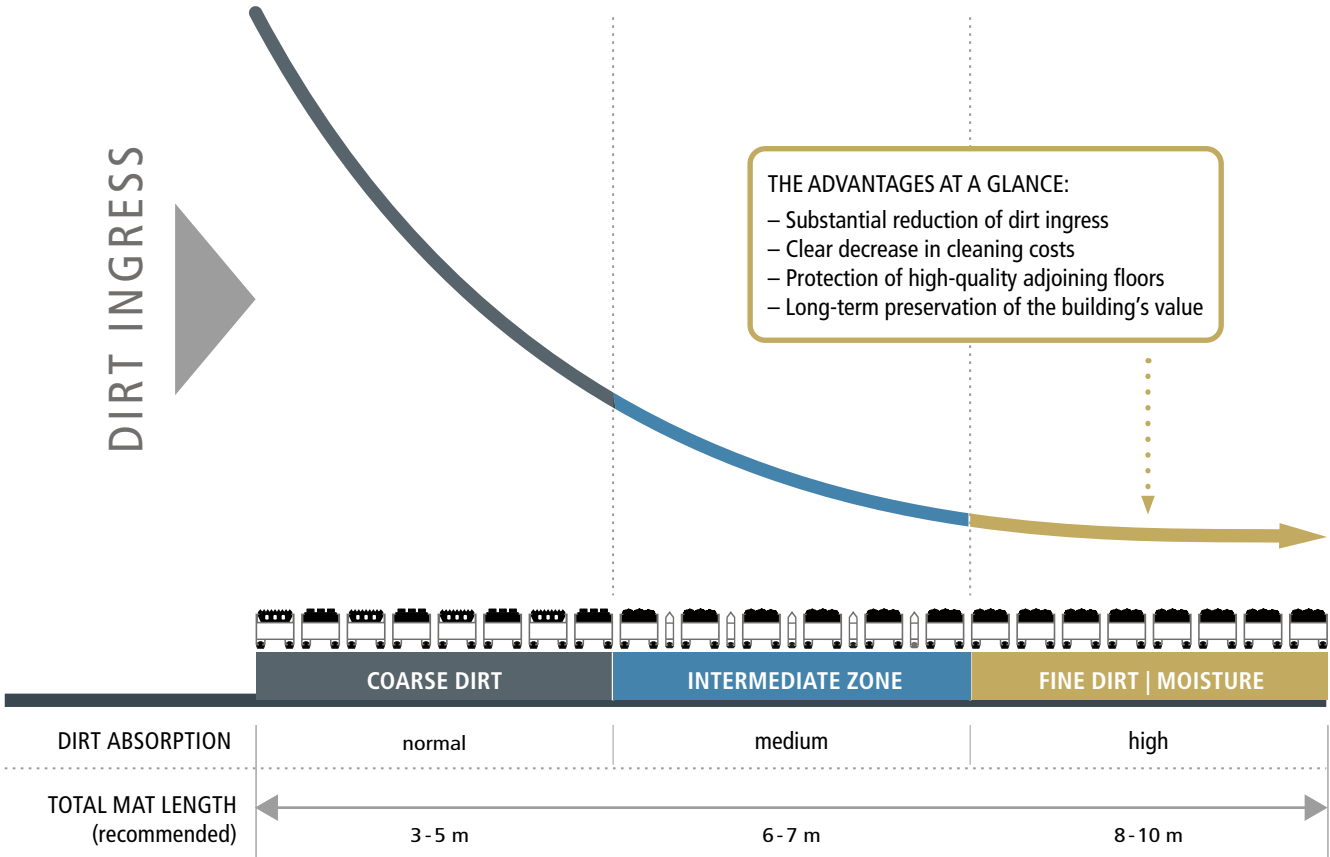 DIRT INGRESS
THE ADVANTAGES AT A GLANCE:
– Substantial reduction of dirt ingress
– Clear decrease in cleaning costs
– Protection of high-quality adjoining floors
– Long-term preservation of the building’s value
COARSE DIRT
INTERMEDIATE ZONE
FINE DIRT | MOISTURE
DIRT ABSORPTION
normal
medium
high
TOTAL MAT LENGTH
(recommended)
3 - 5 m
6 - 7 m
8 - 10 m